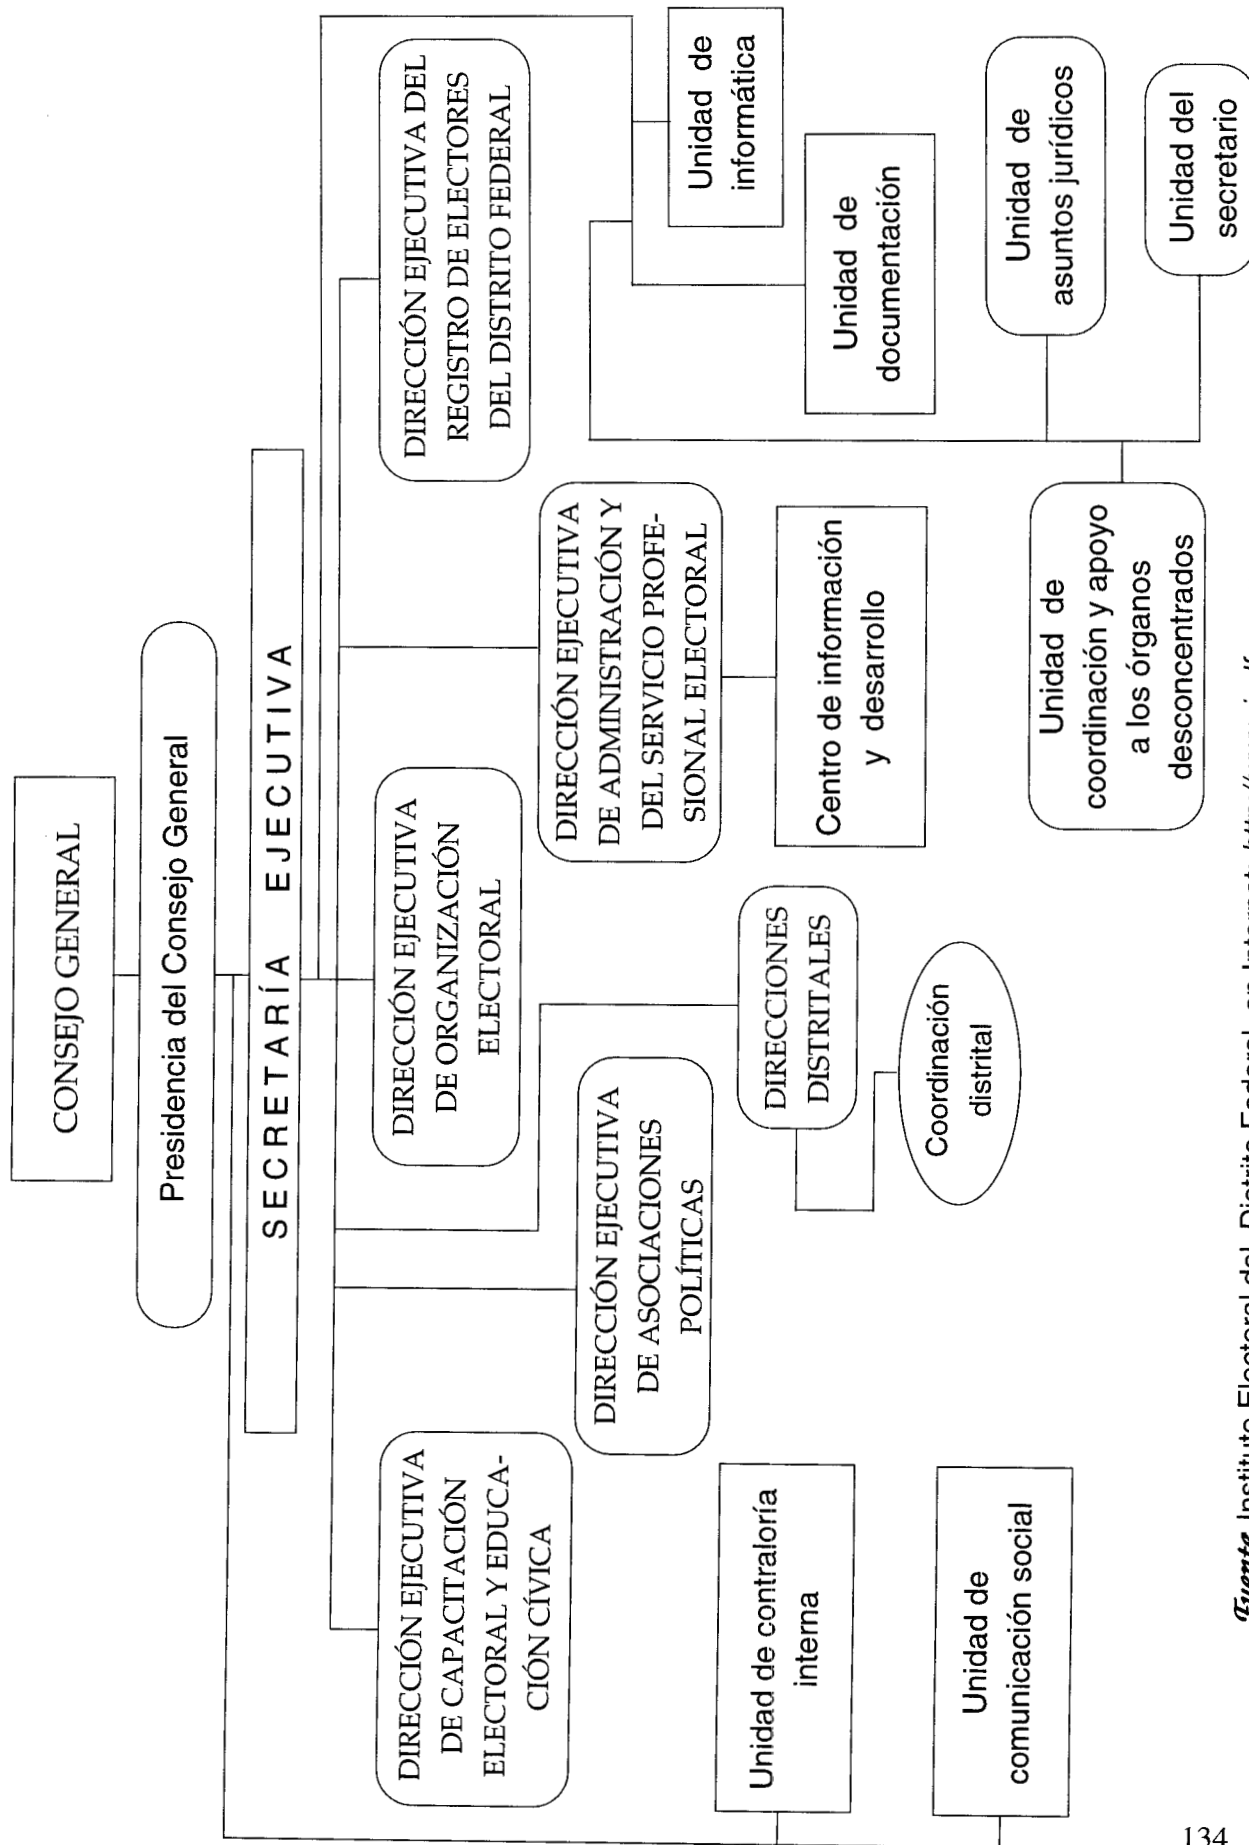 CONSEJO GENERAL
Presidencia del Consejo General
SECRETARÍA EJECUTIVA
DIRECCIÓN EJECUTIVA
DE CAPACITACIÓN
ELECTORAL Y EDUCA-
CIÓN CÍVICA
DIRECCIÓN EJECUTIVA
DE ASOCIACIONES
POLÍTICAS
DIRECCIÓN EJECUTIVA
DE ORGANIZACIÓN
ELECTORAL
DIRECCIÓN EJECUTIVA
DE ADMINISTRACIÓN Y
DEL SERVICIO PROFE-
SIONAL ELECTORAL
DIRECCIÓN EJECUTIVA DEL
REGISTRO DE ELECTORES
DEL DISTRITO FEDERAL
Unidad de contraloría
interna
Unidad de
comunicación social
DIRECCIONES
DISTRITALES
Coordinación
distrital
Centro de información
y desarrollo
Unidad de
informática
Unidad de
documentación
Unidad de
asuntos jurídicos
Unidad del
secretario
Unidad de
coordinación y apoyo
a los órganos
desconcentrados
Fuente Instituto Electoral del Distrito Federal, en Internet:
134